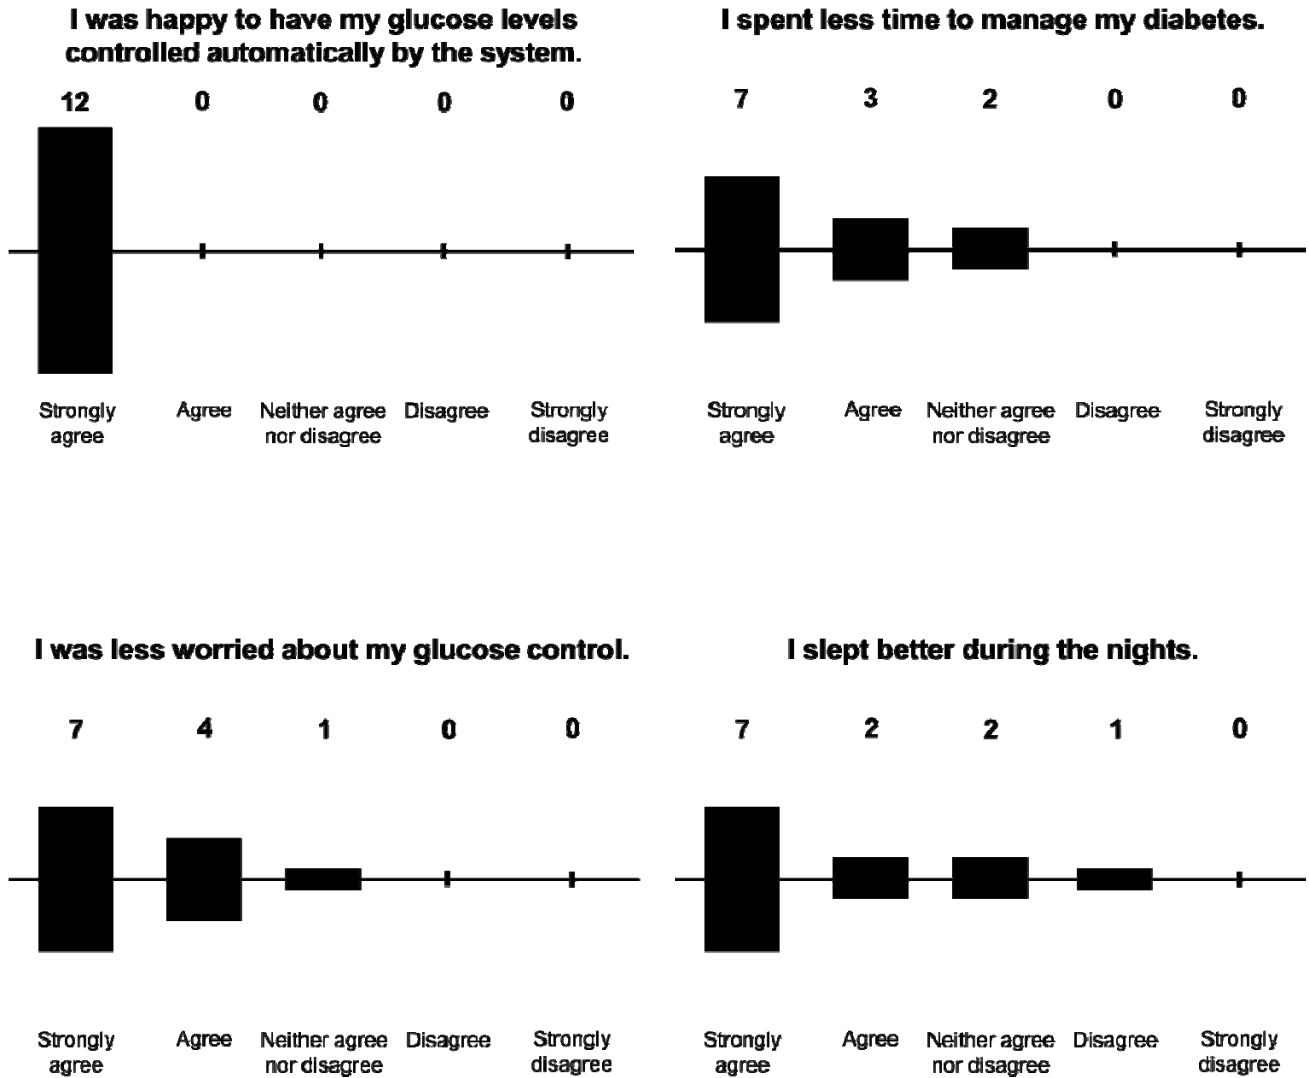 I was happy to have my glucose levels
controlled automatically by the system.
12 0 0 0 0
Strongly agree Agree Neither agree nor disagree Disagree Strongly disagree
I spent less time to manage my diabetes.
7 3 2 0 0
Strongly agree Agree Neither agree nor disagree Disagree Strongly disagree
I was less worried about my glucose control.
7 4 1 0 0
Strongly agree Agree Neither agree nor disagree Disagree Strongly disagree
I slept better during the nights.
7 2 2 1 0
Strongly agree Agree Neither agree nor disagree Disagree Strongly disagree